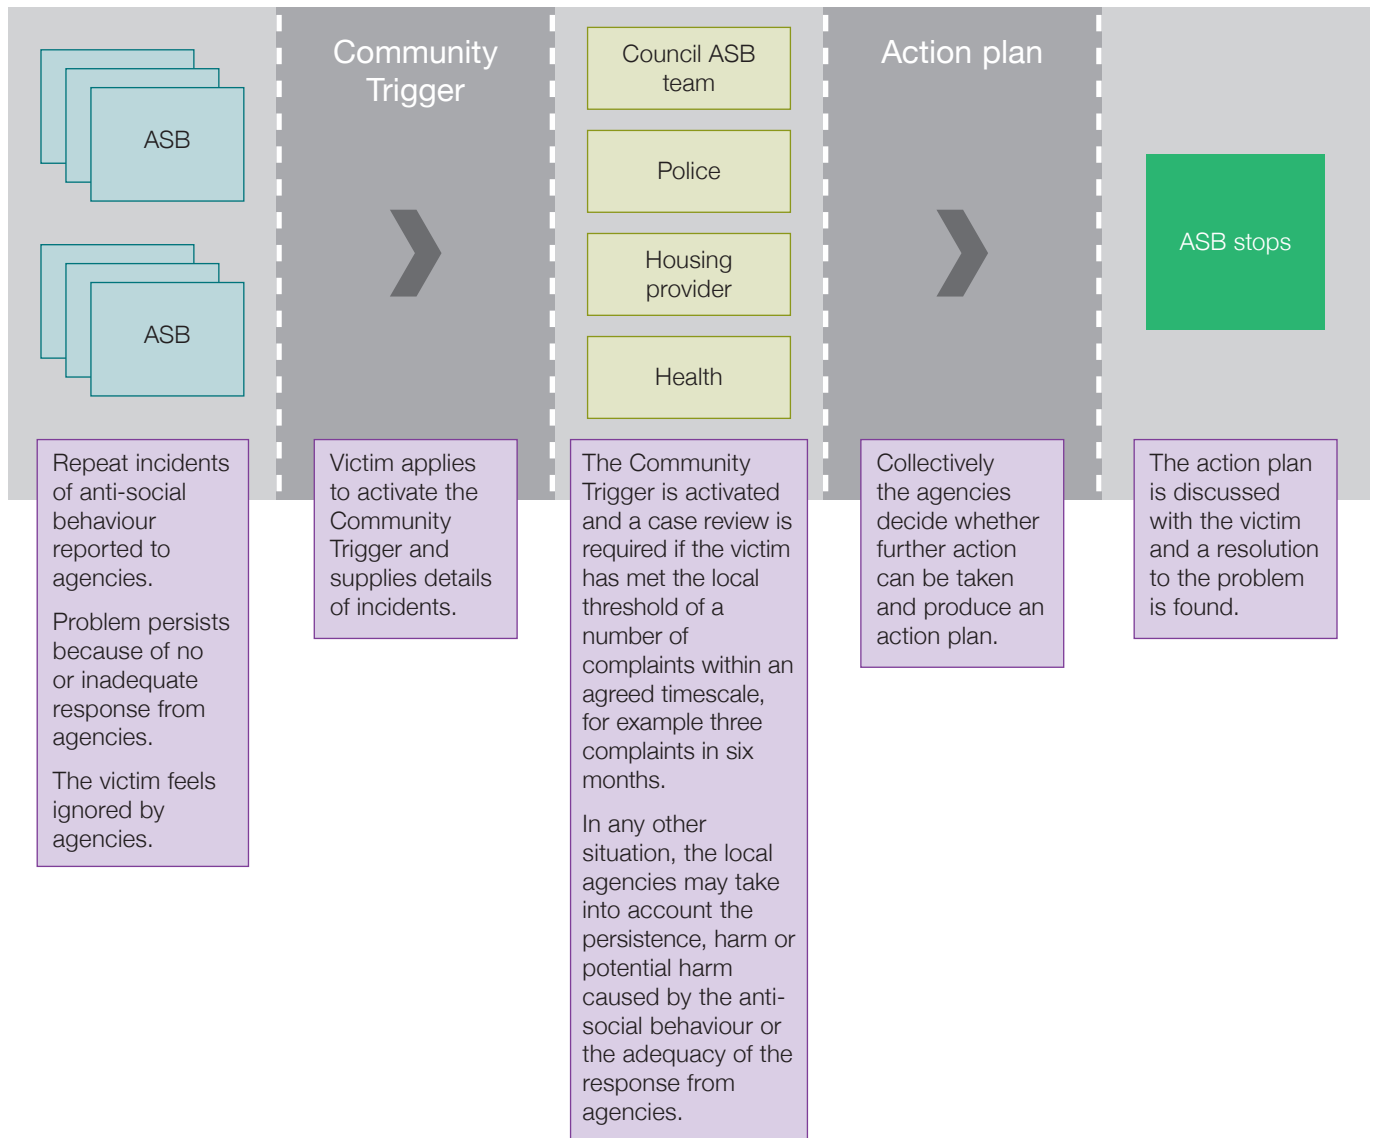 ASB
ASB
Repeat incidents
of anti-social
behaviour
reported to
agencies.
Problem persists
because of no
or inadequate
response from
agencies.
The victim feels
ignored by
agencies.
Community
Trigger
Victim applies
to activate the
Community
Trigger and
supplies details
of incidents.
Council ASB
team
Police
Housing
provider
Health
The Community
Trigger is activated
and a case review is
required if the victim
has met the local
threshold of a
number of
complaints within an
agreed timescale,
for example three
complaints in six
months.
In any other
situation, the local
agencies may take
into account the
persistence, harm or
potential harm
caused by the anti-
social behaviour or
the adequacy of the
response from
agencies.
Action plan
Collectively
the agencies
decide whether
further action
can be taken
and produce an
action plan.
ASB stops
The action plan
is discussed
with the victim
and a resolution
to the problem
is found.